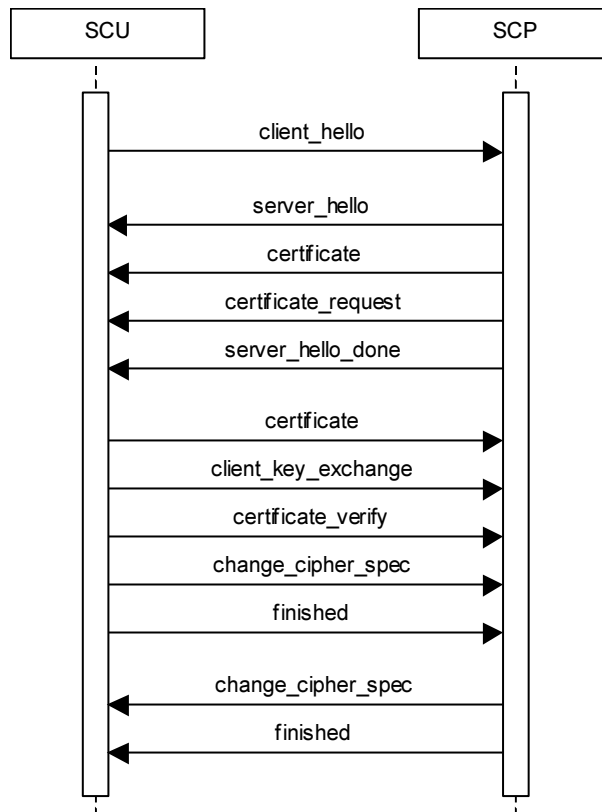 SCU
SCP
client_hello
server_hello
certificate
certificate_request
server_hello_done
certificate
client_key_exchange
certificate_verify
change_cipher_spec
finished
change_cipher_spec
finished